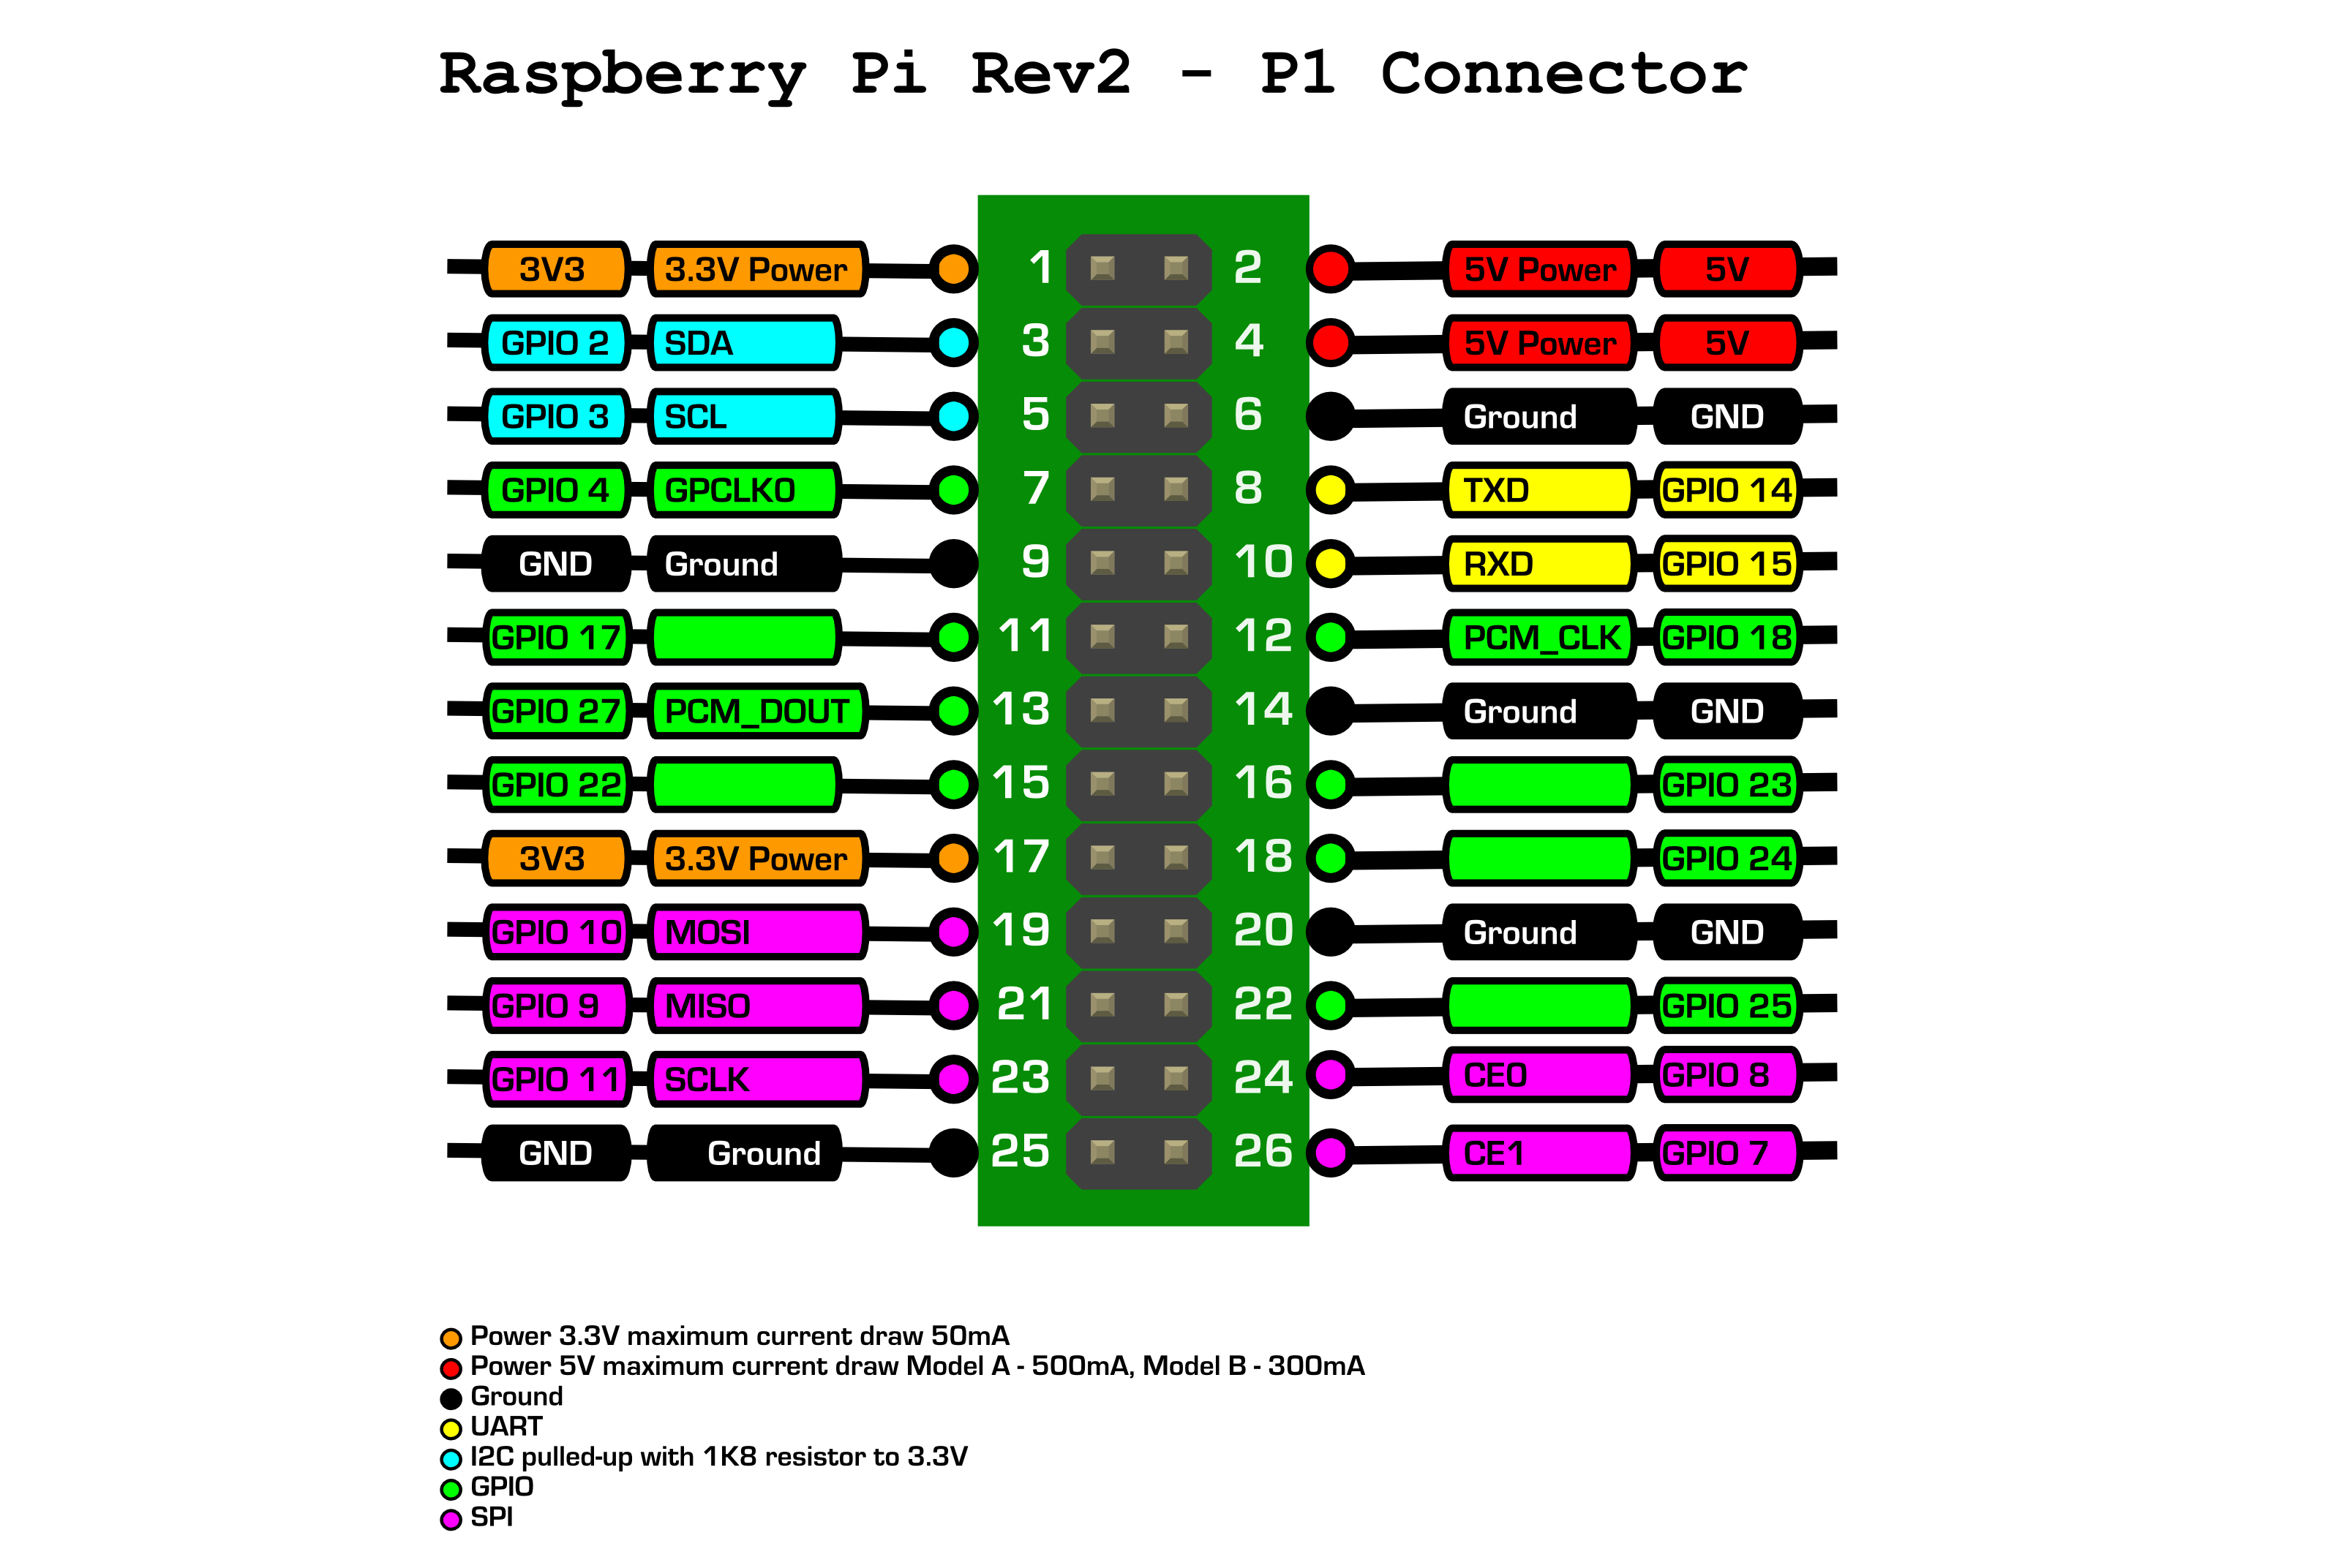 Raspberry Pi Rev2 - P1 Connector
3V3 3.3V Power 1 2 5V Power 5V
GPIO 2 SDA 3 4 5V Power 5V
GPIO 3 SCL 5 6 Ground GND
GPIO 4 GPCLK0 7 8 TXD GPIO 14
GND Ground 9 10 RXD GPIO 15
GPIO 17 11 12 PCM_CLK GPIO 18
GPIO 27 PCM_DOUT 13 14 Ground GND
GPIO 22 15 16 GPIO 23
3V3 3.3V Power 17 18 GPIO 24
GPIO 10 MOSI 19 20 Ground GND
GPIO 9 MISO 21 22 GPIO 25
GPIO 11 SCLK 23 24 CE0 GPIO 8
GND Ground 25 26 CE1 GPIO 7
Power 3.3V maximum current draw 50mA
Power 5V maximum current draw Model A - 500mA, Model B - 300mA
Ground
UART
I2C pulled-up with 1K8 resistor to 3.3V
GPIO
SPI